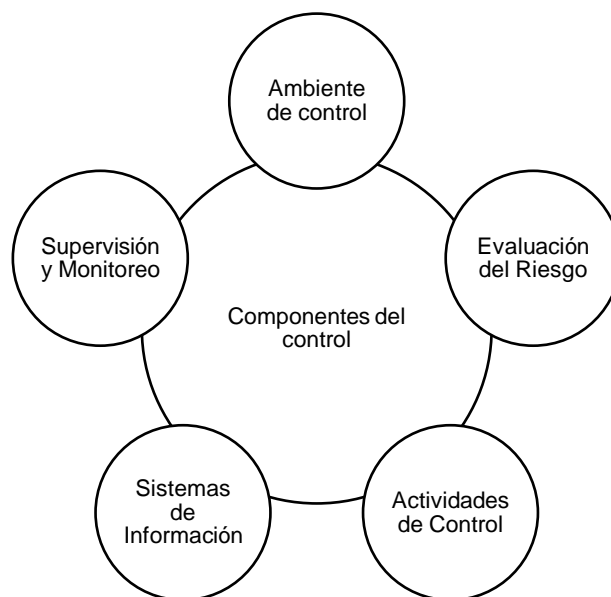 Ambiente
de control
Evaluación
del Riesgo
Actividades
de Control
Sistemas
de
Información
Supervisión
y Monitoreo
Componentes del
control